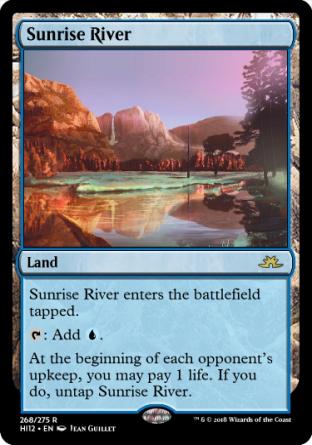 Sunrise River
Land
Sunrise River enters the battlefield
tapped.
: Add .
At the beginning of each opponent's
upkeep, you may pay 1 life. If you
do, untap Sunrise River.
268/275 R
HI12 • EN JEAN GUILLET
™ & © 2018 Wizards of the Coast